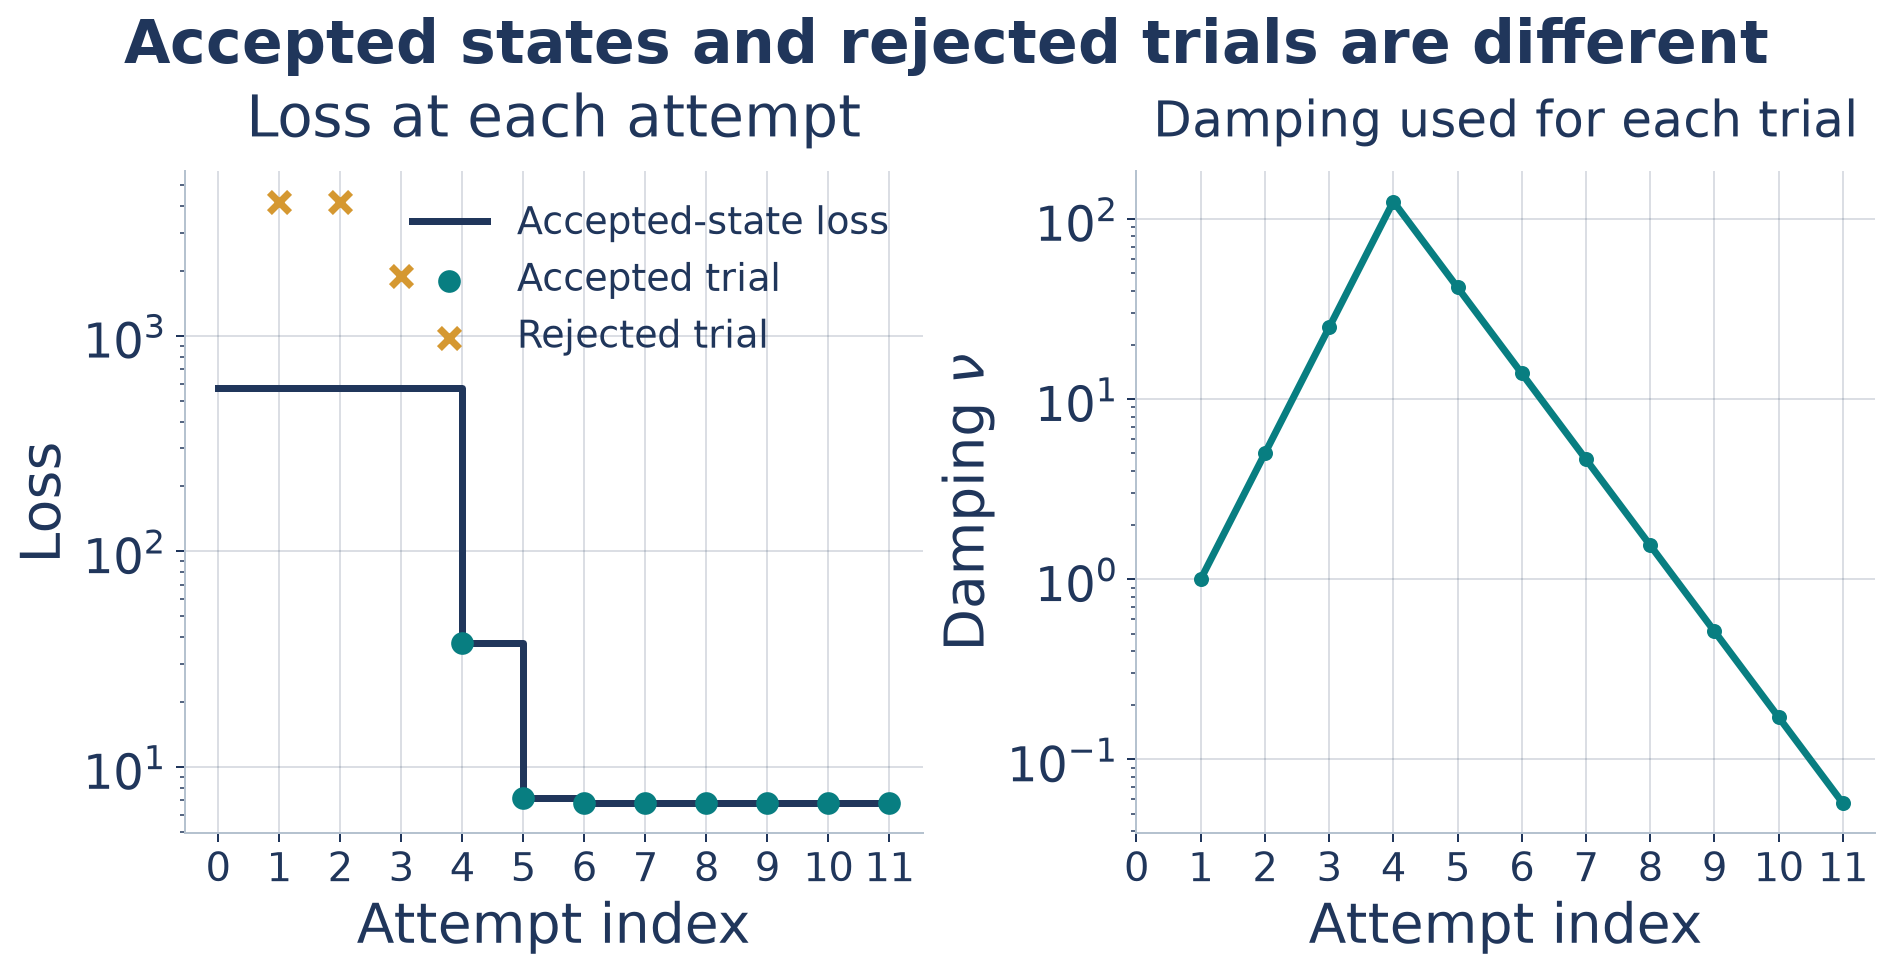 Accepted states and rejected trials are different
Loss at each attempt
Accepted-state loss
Accepted trial
Rejected trial
Loss
10³
10²
10¹
0 1 2 3 4 5 6 7 8 9 10 11
Attempt index
Damping used for each trial
Damping ν
10²
10¹
10⁰
10⁻¹
0 1 2 3 4 5 6 7 8 9 10 11
Attempt index